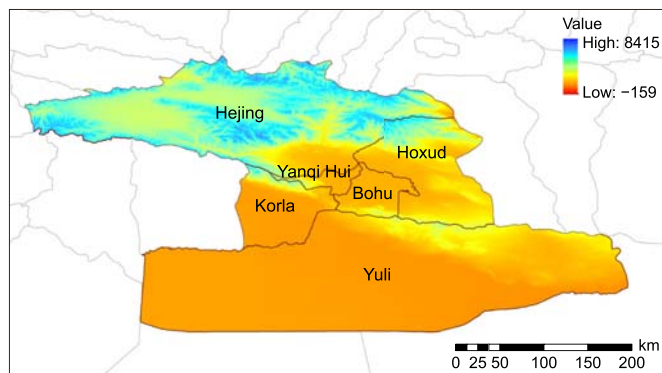 Value
High: 8415
Low: −159
Hejing
Hoxud
Yanqi Hui
Bohu
Korla
Yuli
km
0 25 50 100 150 200